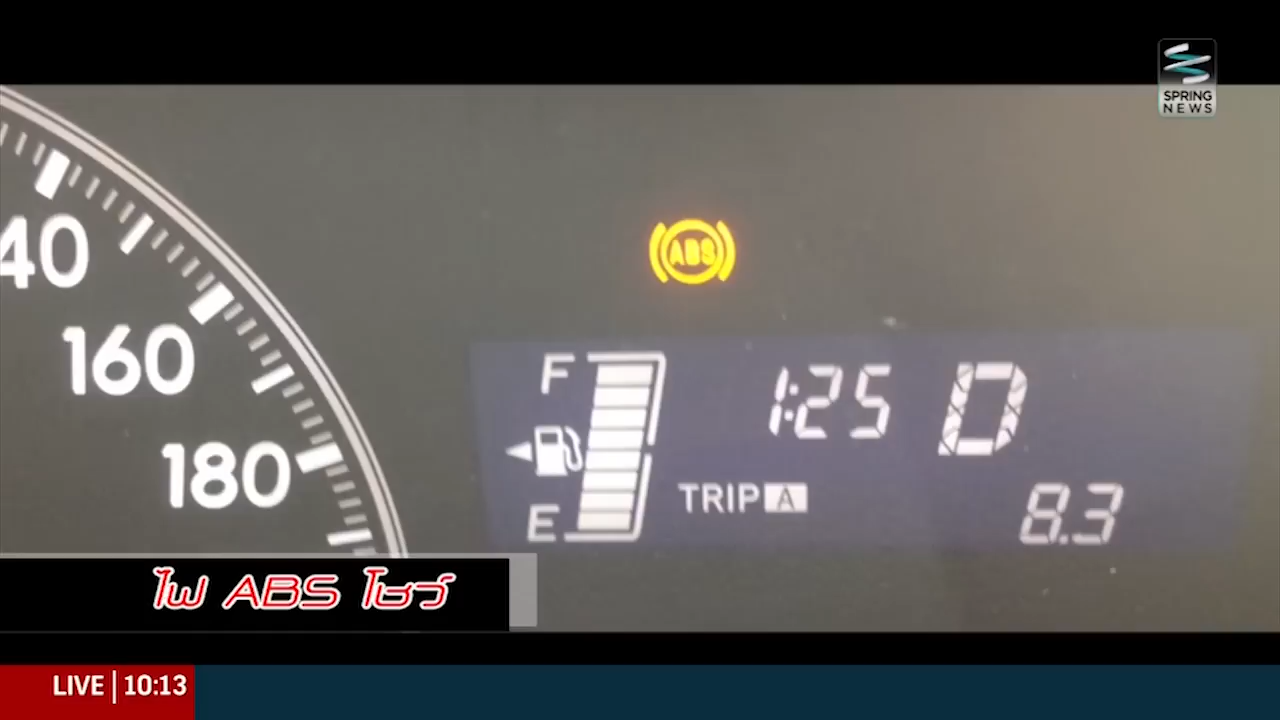 SPRING
NEWS
40
160
180
ABS
F
1:25 D
TRIP A
8.3
E
ไฟ ABS โชว์
LIVE 10:13